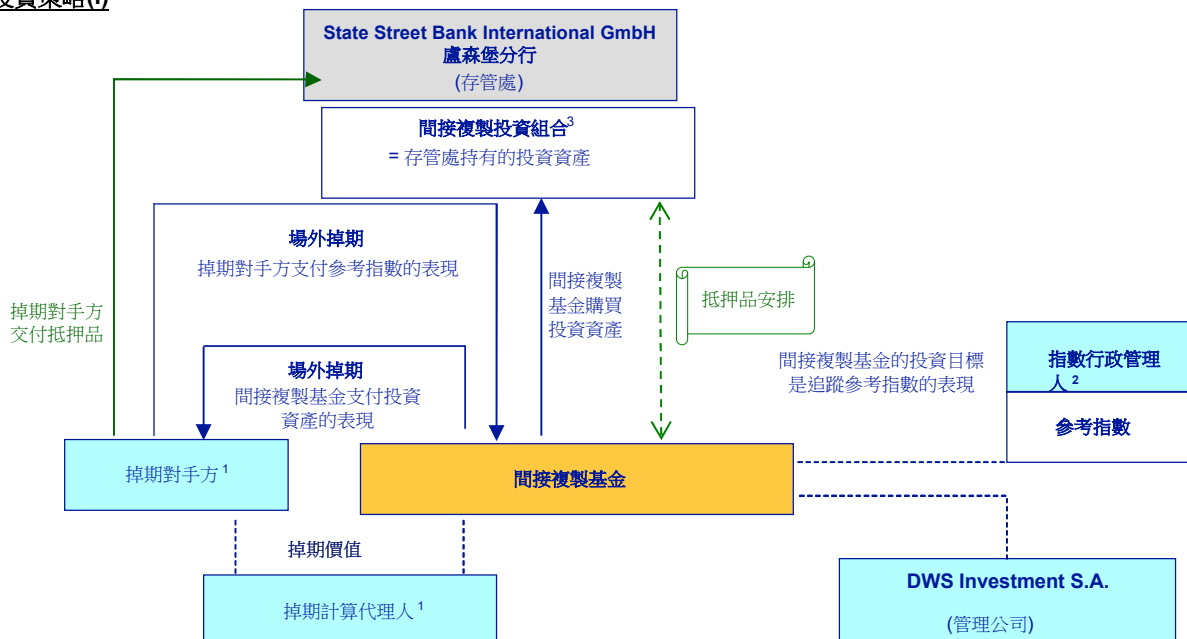 投資策略(i)
State Street Bank International GmbH
盧森堡分行
(存管處)
間接複製投資組合3
= 存管處持有的投資資產
場外掉期
掉期對手方支付參考指數的表現
掉期對手方
交付抵押品
間接複製
基金購買
投資資產
抵押品安排
場外掉期
間接複製基金支付投資
資產的表現
間接複製基金的投資目標
是追蹤參考指數的表現
指數行政管理
人 2
參考指數
掉期對手方 1
間接複製基金
掉期價值
掉期計算代理人 1
DWS Investment S.A.
(管理公司)